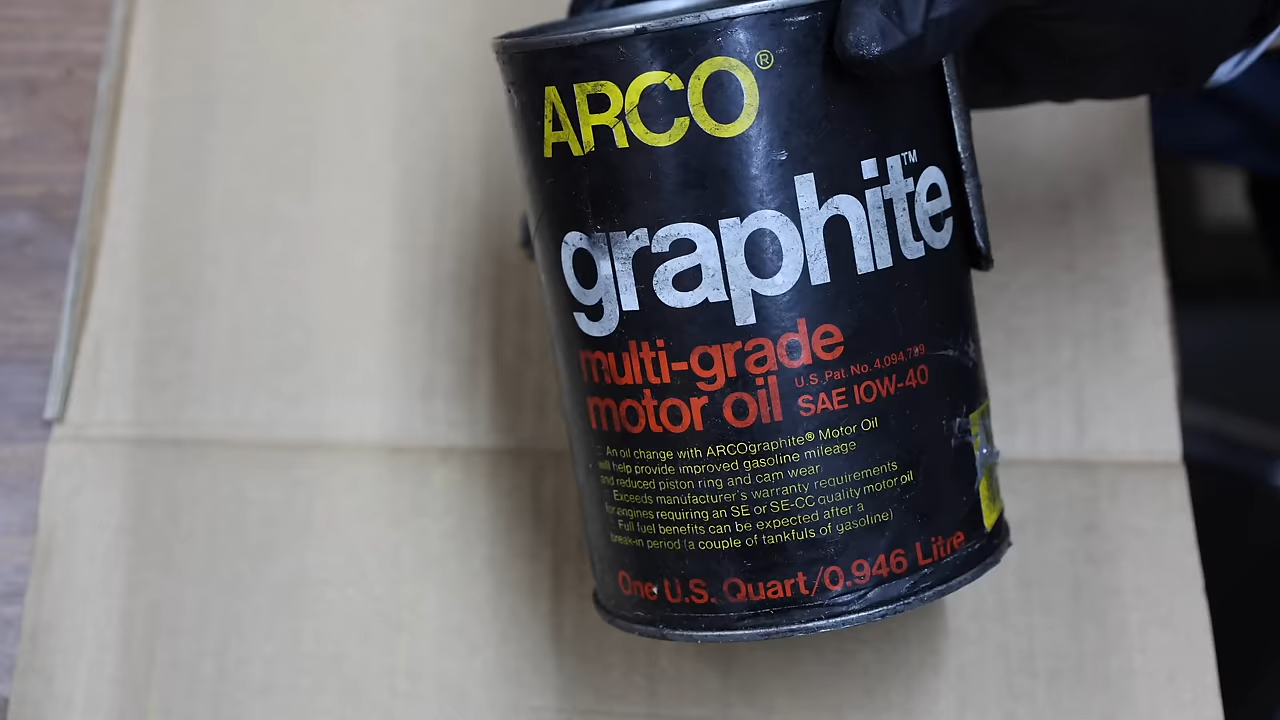 ARCO®
graphite™
multi-grade
motor oil
U.S. Pat. No. 4,094,799
SAE 10W-40
An oil change with ARCOgraphite® Motor Oil
will help provide improved gasoline mileage
and reduced piston ring and cam wear.
Exceeds manufacturer's warranty requirements
for engines requiring an SE or SE-CC quality motor oil
Full fuel benefits can be expected after a
break-in period (a couple of tankfuls of gasoline)
One U.S. Quart/0.946 Litre